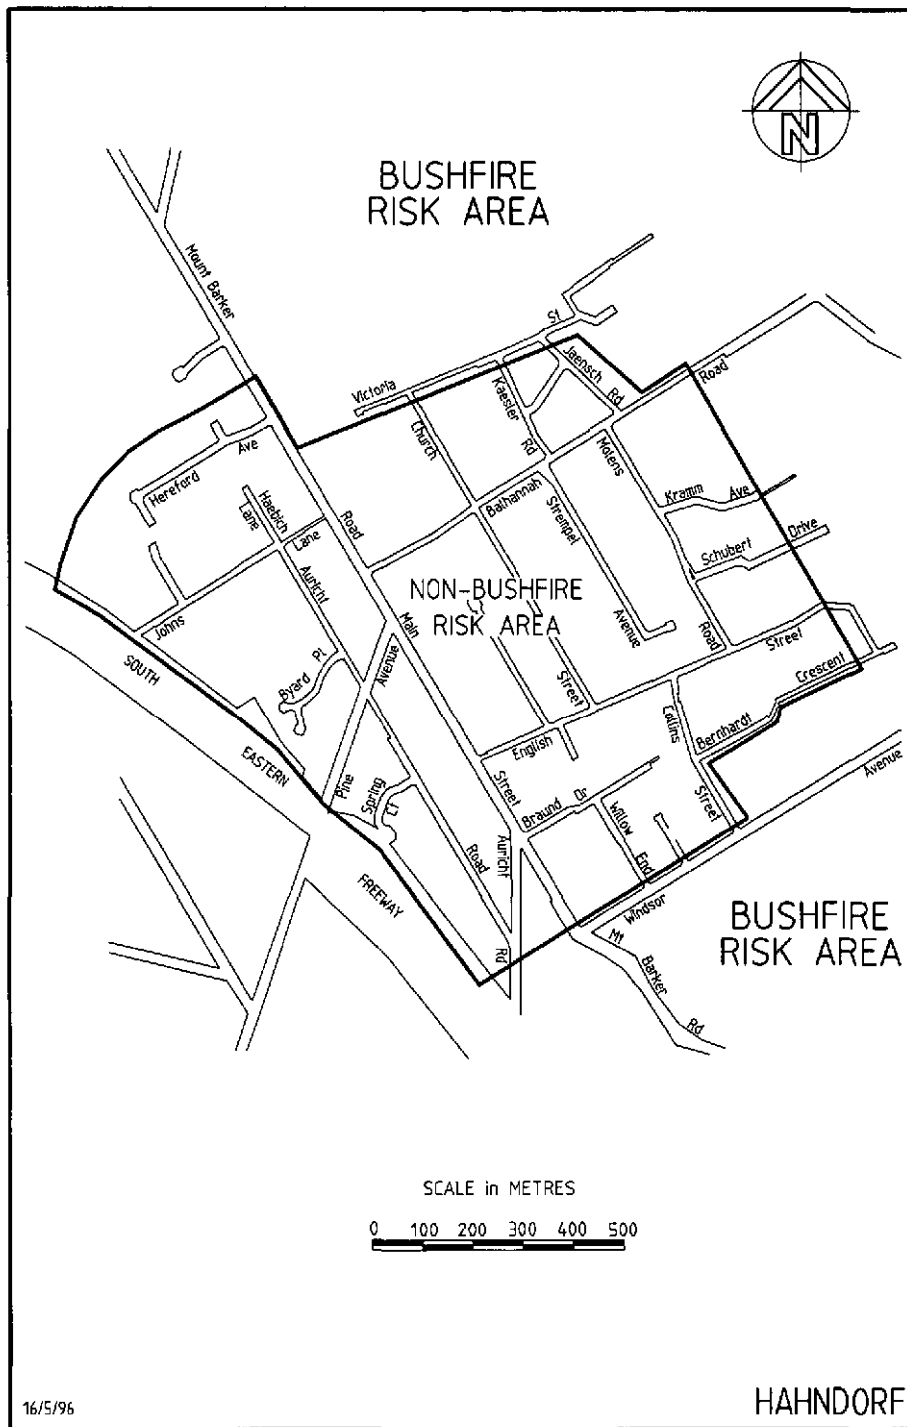 N
BUSHFIRE
RISK AREA
Mount Barker
St
Victoria
Jaensch
Rd
Road
Kaesler
Rd
Church
Hereford
Ave
Molens
Haebich
Lane
Lane
Road
Bathannah
Strempel
Kramm
Ave
Schubert
Drive
Auricht
NON-BUSHFIRE
RISK AREA
Johns
Main
Avenue
Road
Street
SOUTH
Byard Pl
Avenue
Street
Crescent
Collins
Bernhardt
English
EASTERN
Pine
Spring
Ct
Street
Braund
Dr
Willow
End
Street
Avenue
Auricht
Road
FREEWAY
Windsor
BUSHFIRE
RISK AREA
Rd
Mt
Barker
Rd
SCALE in METRES
0 100 200 300 400 500
16/5/96
HAHNDORF